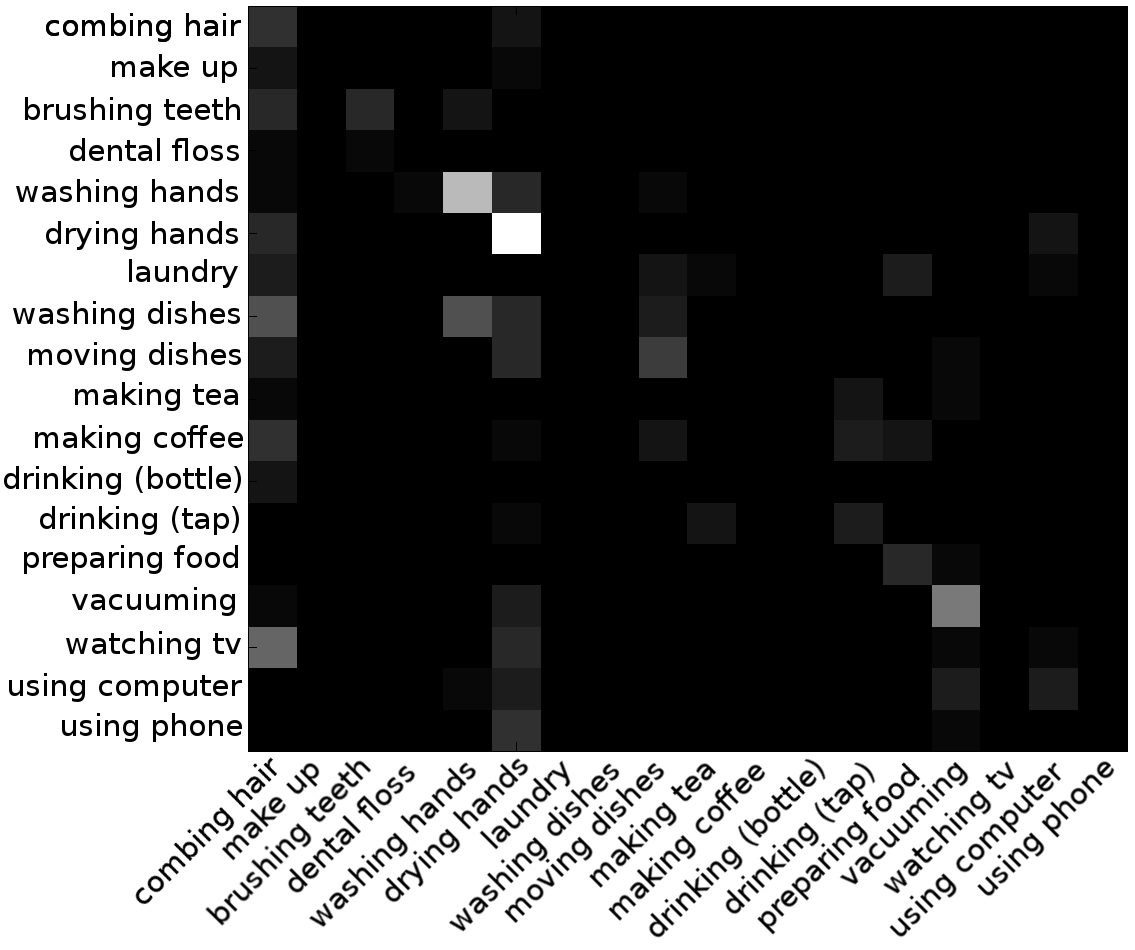 combing hair
make up
brushing teeth
dental floss
washing hands
drying hands
laundry
washing dishes
moving dishes
making tea
making coffee
drinking (bottle)
drinking (tap)
preparing food
vacuuming
watching tv
using computer
using phone
combing hair
make up
brushing teeth
dental floss
washing hands
drying hands
laundry
washing dishes
moving dishes
making tea
making coffee
drinking (bottle)
drinking (tap)
preparing food
vacuuming
watching tv
using computer
using phone